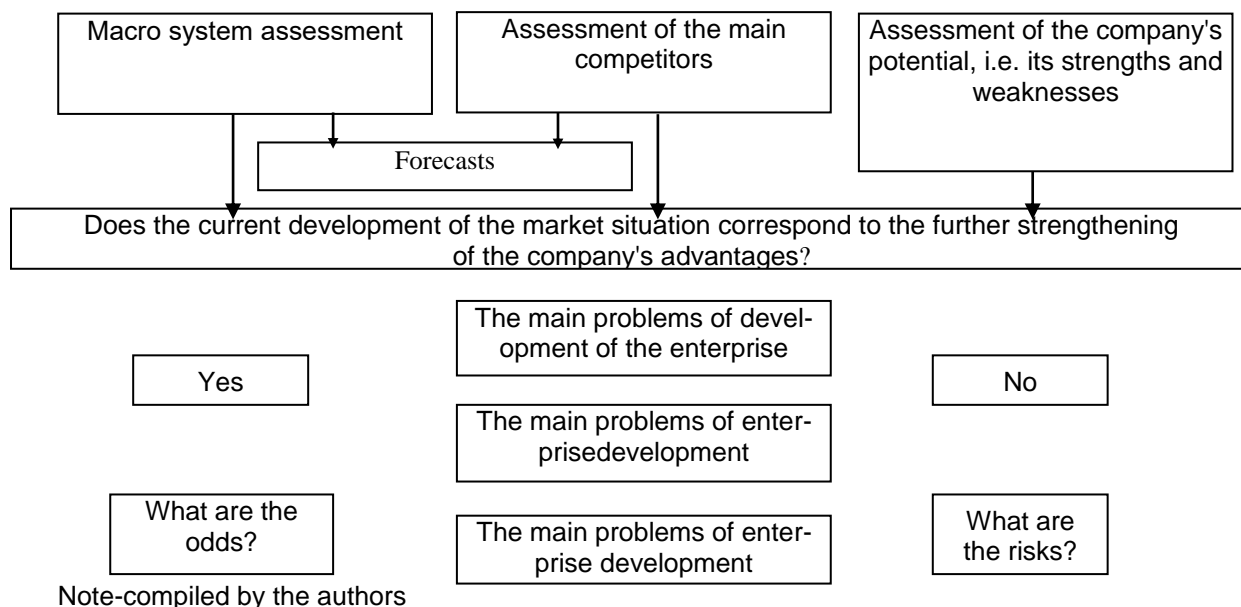 Macro system assessment
Assessment of the main
competitors
Assessment of the company's
potential, i.e. its strengths and
weaknesses
Forecasts
Does the current development of the market situation correspond to the further strengthening
of the company's advantages?
The main problems of devel-
opment of the enterprise
Yes
No
The main problems of enter-
prisedevelopment
What are the
odds?
The main problems of enter-
prise development
What are
the risks?
Note-compiled by the authors